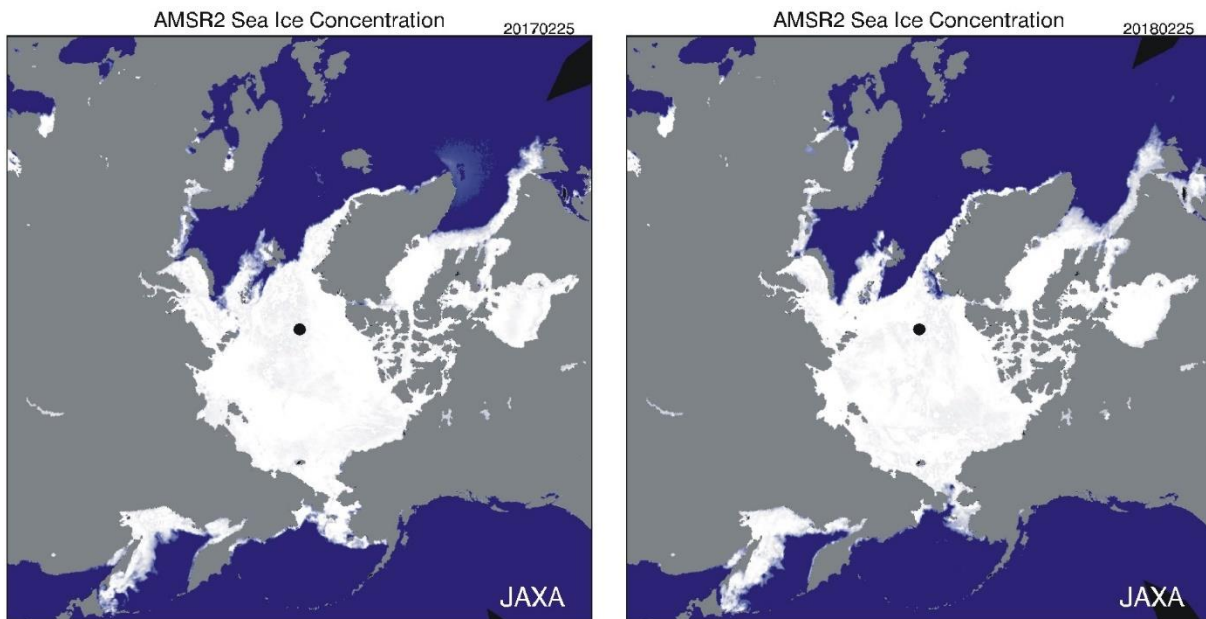 AMSR2 Sea Ice Concentration
20170225
JAXA
AMSR2 Sea Ice Concentration
20180225
JAXA